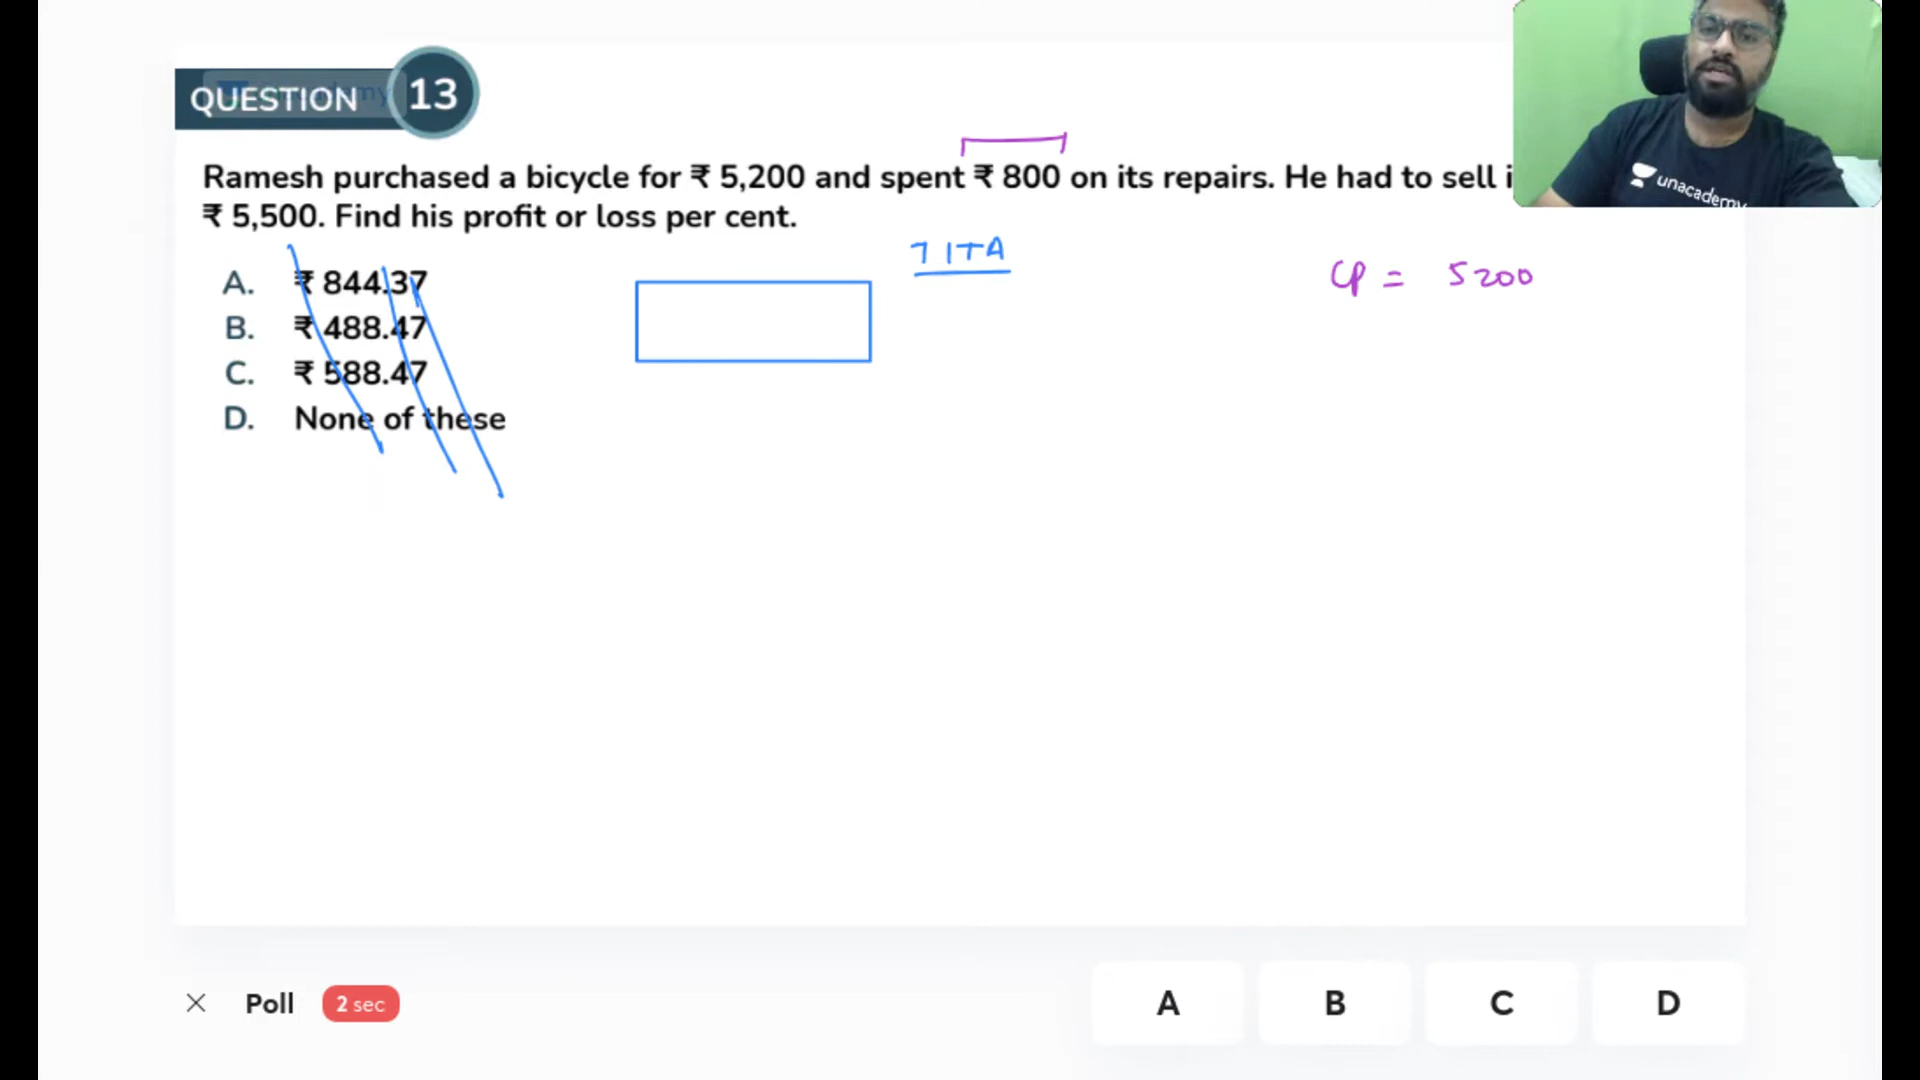 QUESTION 13
Ramesh purchased a bicycle for ₹ 5,200 and spent ₹ 800 on its repairs. He had to sell i
₹ 5,500. Find his profit or loss per cent.
TITA
CP = 5200
A. ₹ 844.37
B. ₹ 488.47
C. ₹ 588.47
D. None of these
unacademy
× Poll 2 sec A B C D